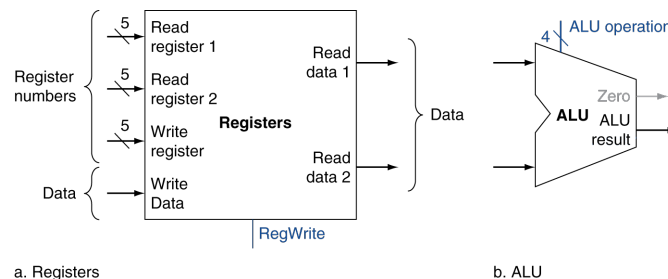 5
Read
register 1
5
Read
register 2
5
Write
register
Write
Data
Register
numbers
Data
Registers
Read
data 1
Read
data 2
Data
RegWrite
a. Registers
4
ALU operation
Zero
ALU
ALU
result
b. ALU